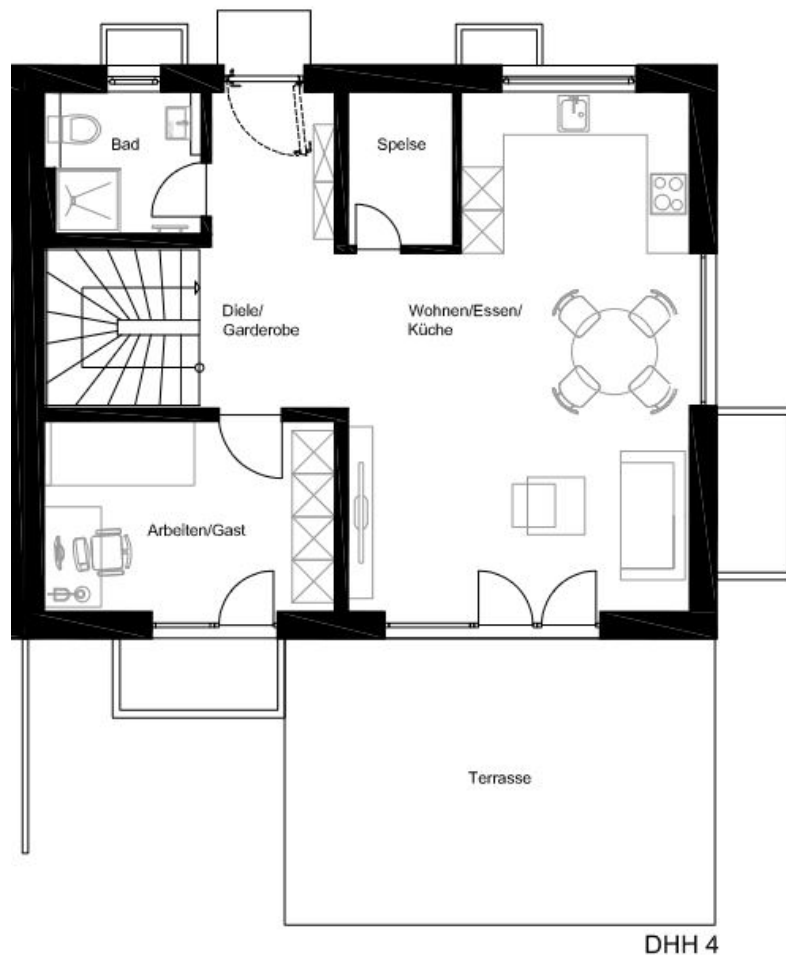 Bad
Speise
Diele/
Garderobe
Wohnen/Essen/
Küche
Arbeiten/Gast
Terrasse
DHH 4